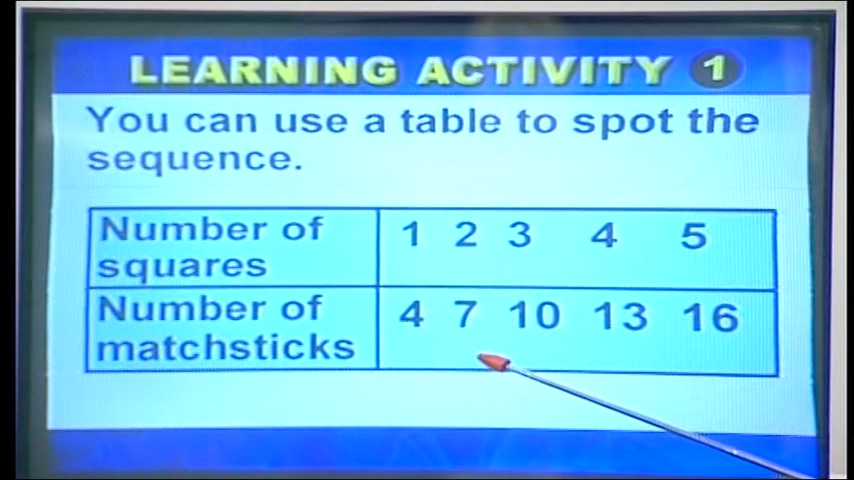 LEARNING ACTIVITY 1
You can use a table to spot the
sequence.
Number of
squares
1 2 3 4 5
Number of
matchsticks
4 7 10 13 16